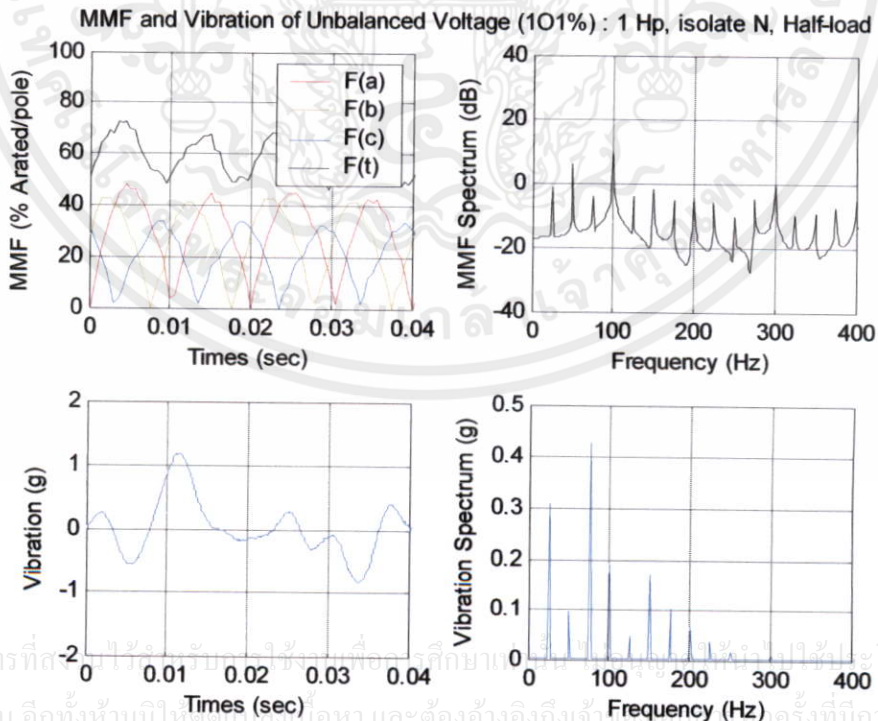 MMF and Vibration of Unbalanced Voltage (1O1%) : 1 Hp, isolate N, Half-load
100
80
60
40
20
0
MMF (% Arated/pole)
0 0.01 0.02 0.03 0.04
Times (sec)
F(a)
F(b)
F(c)
F(t)
40
20
0
-20
-40
MMF Spectrum (dB)
0 100 200 300 400
Frequency (Hz)
2
1
0
-1
-2
Vibration (g)
0 0.01 0.02 0.03 0.04
Times (sec)
0.5
0.4
0.3
0.2
0.1
0
Vibration Spectrum (g)
0 100 200 300 400
Frequency (Hz)